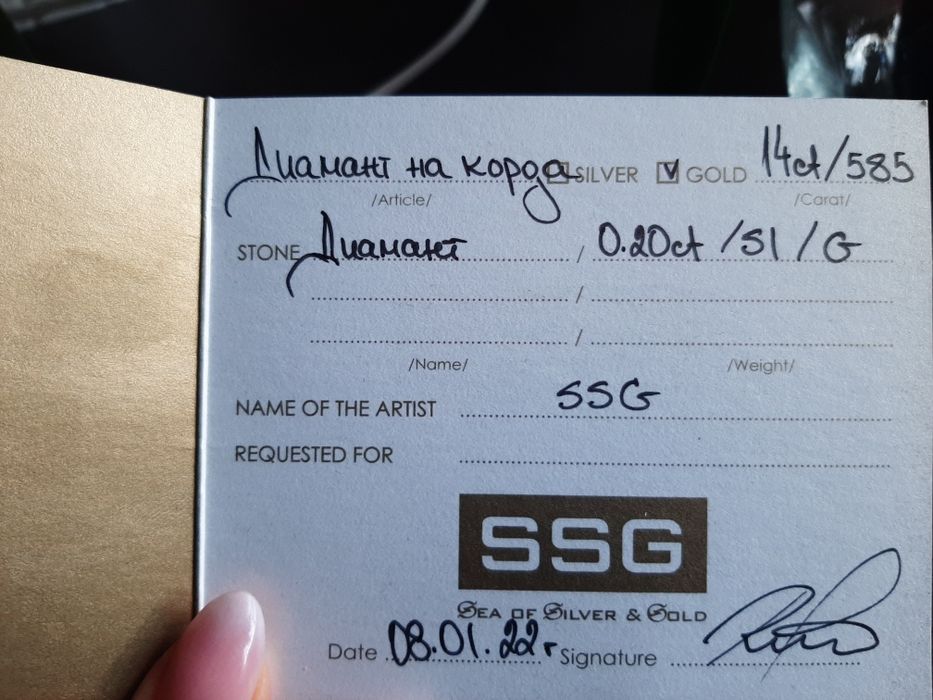 Диамант на корда SILVER GOLD 14ct/585
/Article/ /Carat/
STONE Диамант / 0.20ct /SI /G
/
/
/Name/ /Weight/
NAME OF THE ARTIST SSG
REQUESTED FOR
SSG
SEA OF SILVER & GOLD
Date 08.01.22г Signature